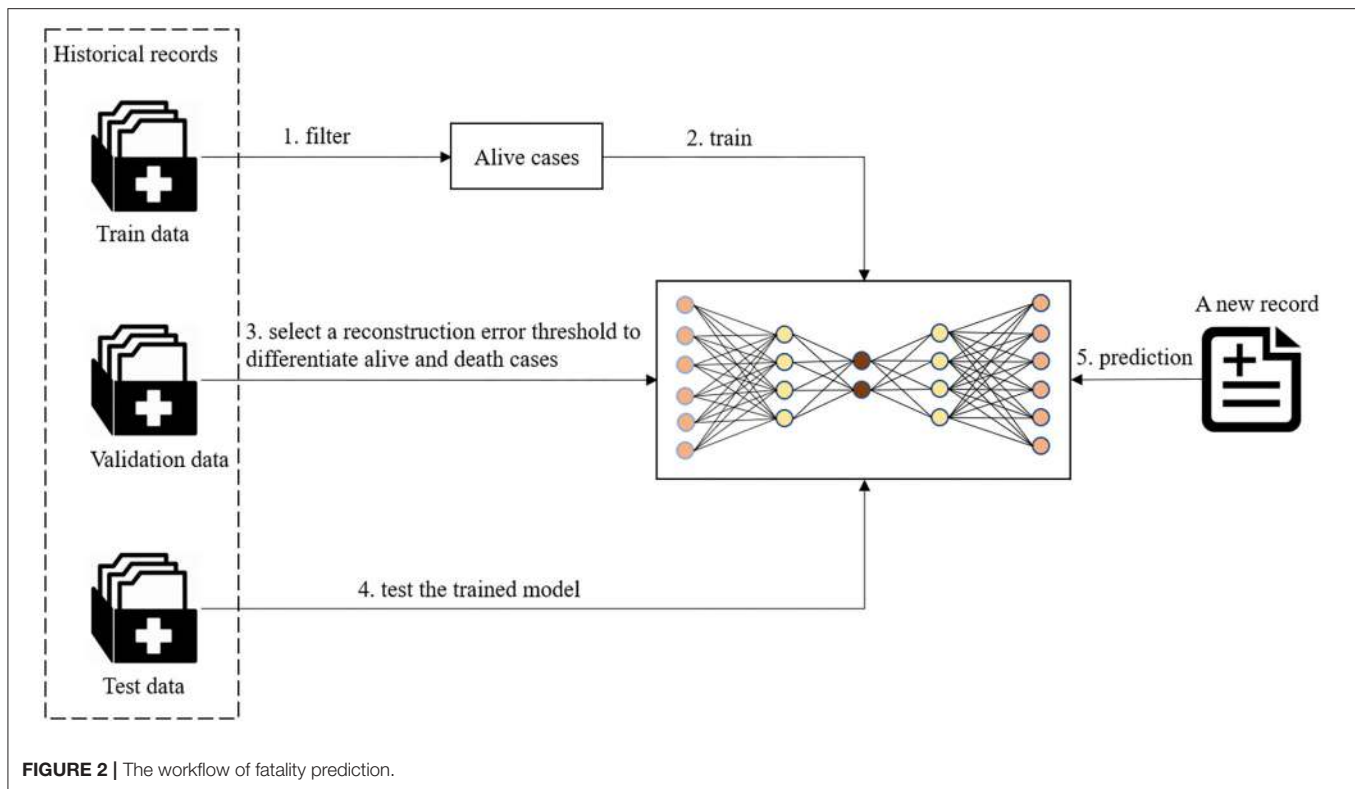 Historical records
1. filter
Alive cases
2. train
Train data
3. select a reconstruction error threshold to
differentiate alive and death cases
Validation data
A new record
5. prediction
4. test the trained model
Test data
FIGURE 2 | The workflow of fatality prediction.